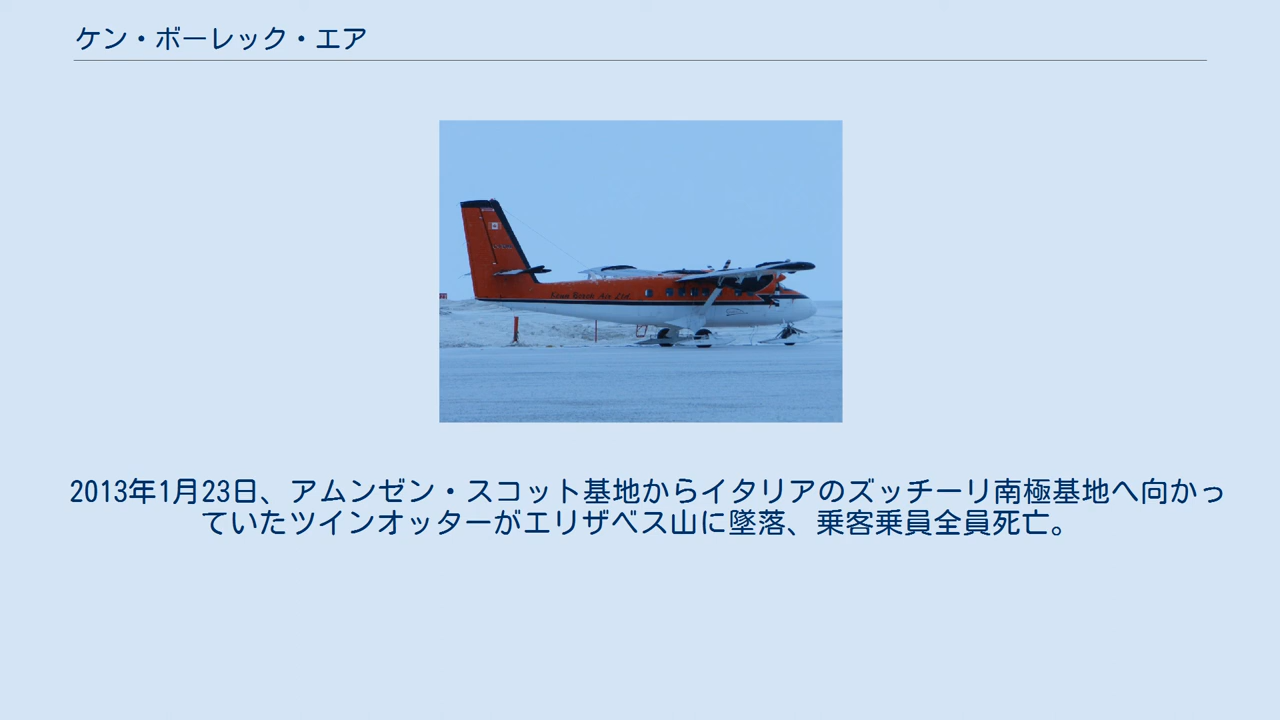 ケン・ボーレック・エア
Kenn Borek Air Ltd.
2013年1月23日、アムンゼン・スコット基地からイタリアのズッチーリ南極基地へ向かっ
ていたツインオッターがエリザベス山に墜落、乗客乗員全員死亡。